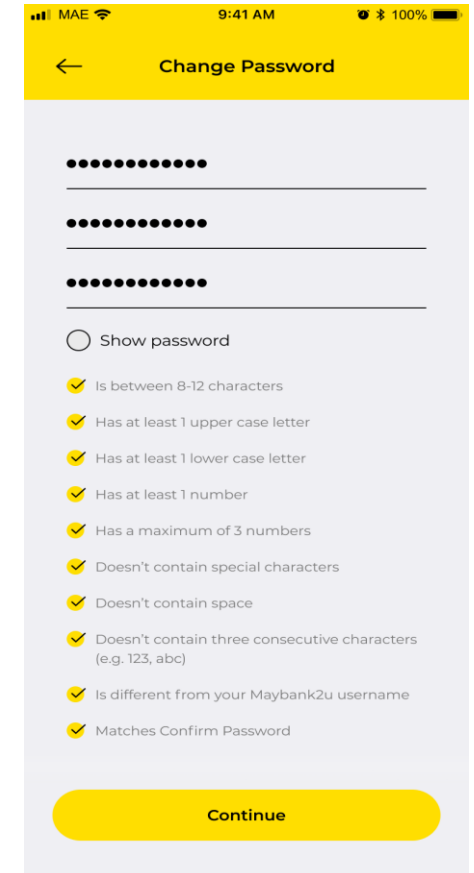 MAE 9:41 AM 100%
Change Password
••••••••••••
••••••••••••
••••••••••••
Show password
Is between 8-12 characters
Has at least 1 upper case letter
Has at least 1 lower case letter
Has at least 1 number
Has a maximum of 3 numbers
Doesn't contain special characters
Doesn't contain space
Doesn't contain three consecutive characters
(e.g. 123, abc)
Is different from your Maybank2u username
Matches Confirm Password
Continue